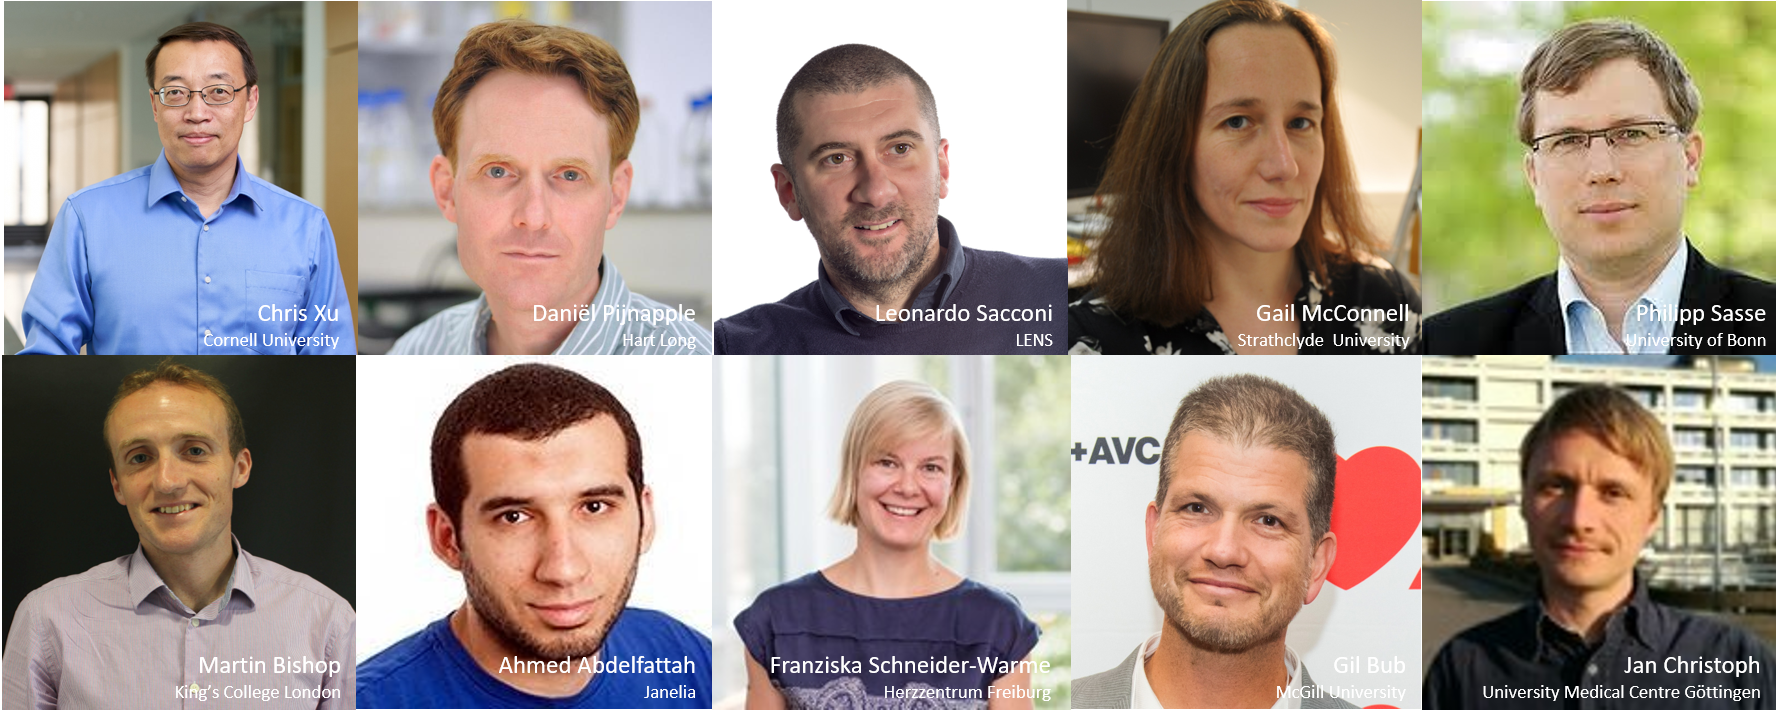 Chris Xu
Cornell University
Daniël Pijnapple
Hart Long
Leonardo Sacconi
LENS
Gail McConnell
Strathclyde University
Philipp Sasse
University of Bonn
+AVC
Martin Bishop
King's College London
Ahmed Abdelfattah
Janelia
Franziska Schneider-Warme
Herzzentrum Freiburg
Gil Bub
McGill University
Jan Christoph
University Medical Centre Göttingen